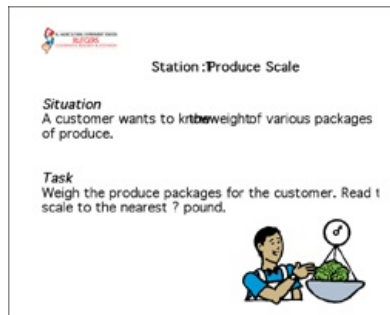 RUTGERS
Station :Produce Scale
Situation
A customer wants to know the weight of various packages
of produce.
Task
Weigh the produce packages for the customer. Read t
scale to the nearest ? pound.